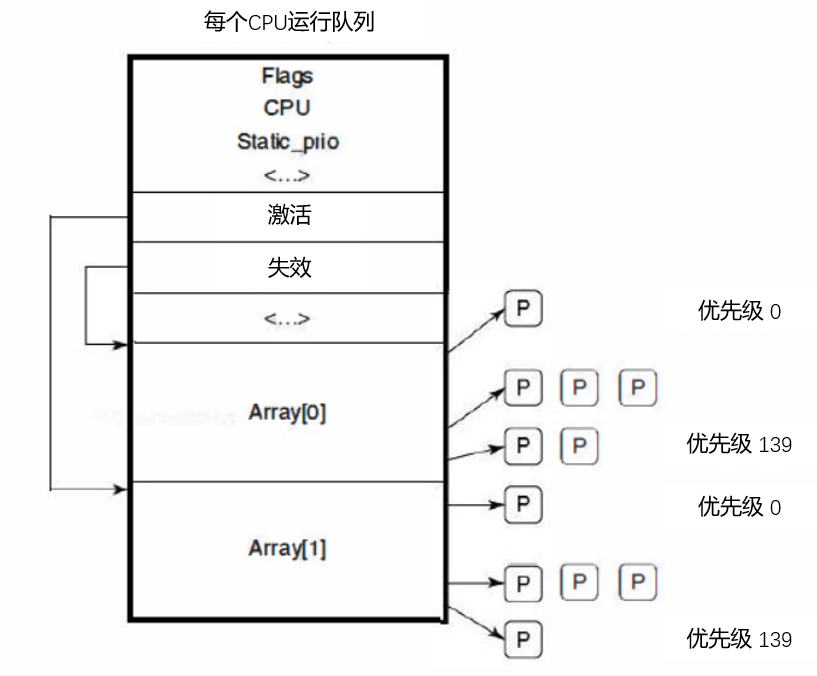 每个CPU运行队列
Flags
CPU
Static_prio
<...>
激活
失效
<...>
P
优先级 0
Array[0]
P P P
P P
优先级 139
P
优先级 0
Array[1]
P P P
P
优先级 139